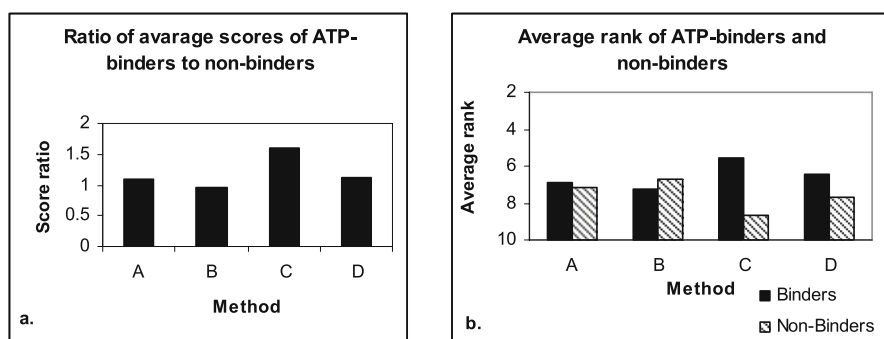 Ratio of avarage scores of ATP-
binders to non-binders
Score ratio
2
1.5
1
0.5
0
A B C D
Method
a.
Average rank of ATP-binders and
non-binders
Average rank
2
4
6
8
10
A B C D
Method
Binders
Non-Binders
b.